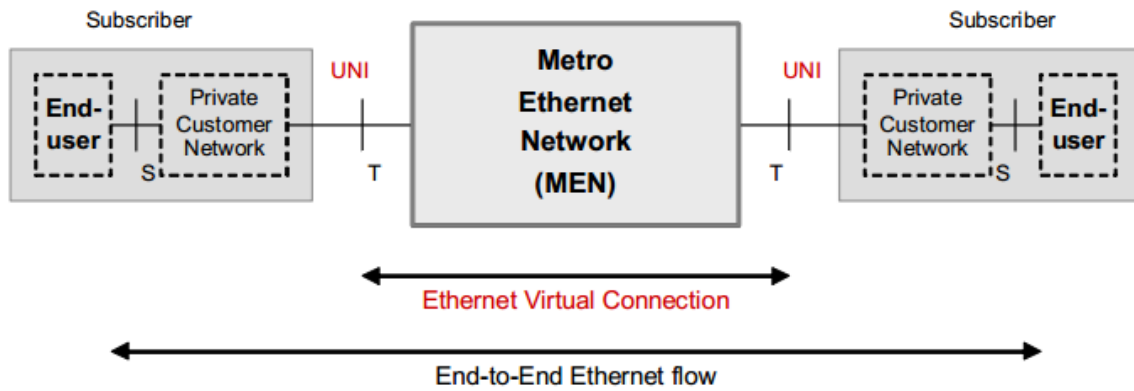 Subscriber
Subscriber
UNI
Metro
Ethernet
Network
(MEN)
UNI
End-
user
S
Private
Customer
Network
T
T
Private
Customer
Network
S
End-
user
Ethernet Virtual Connection
End-to-End Ethernet flow